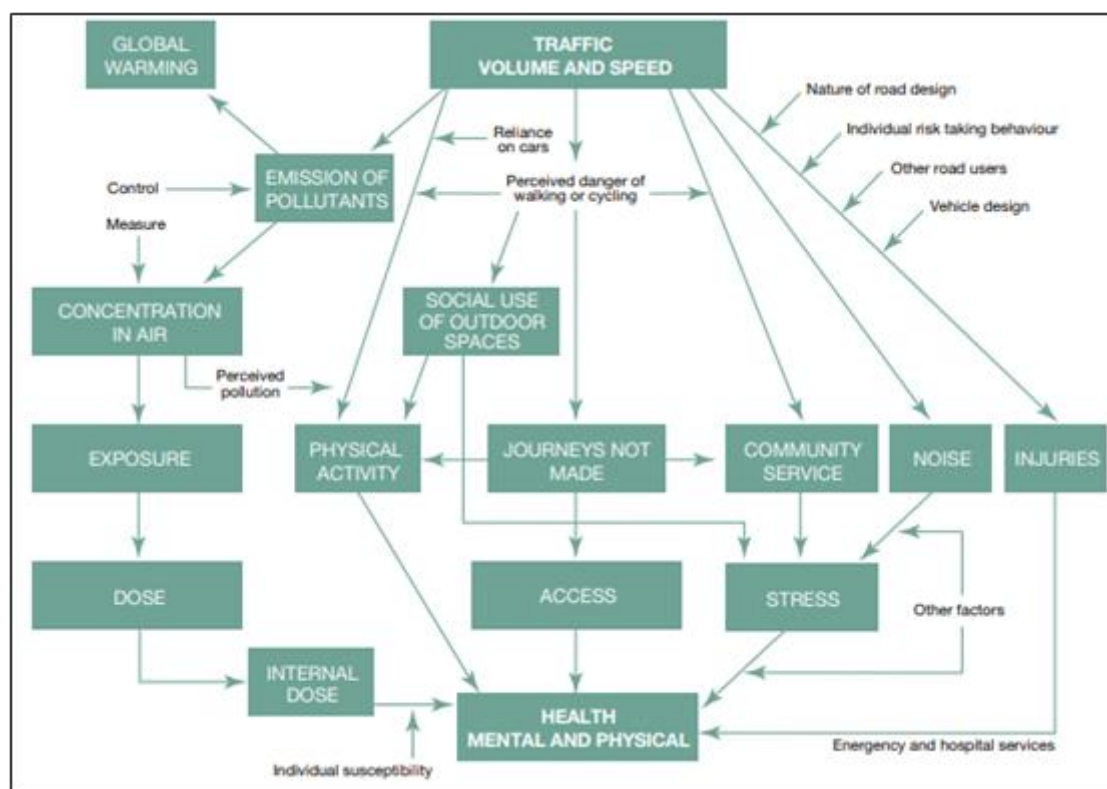 GLOBAL
WARMING
TRAFFIC
VOLUME AND SPEED
Nature of road design
Reliance
on cars
Individual risk taking behaviour
EMISSION OF
POLLUTANTS
Other road users
Control
Perceived danger of
walking or cycling
Vehicle design
Measure
CONCENTRATION
IN AIR
SOCIAL USE
OF OUTDOOR
SPACES
Perceived
pollution
EXPOSURE
PHYSICAL
ACTIVITY
JOURNEYS NOT
MADE
COMMUNITY
SERVICE
NOISE
INJURIES
DOSE
ACCESS
STRESS
Other factors
INTERNAL
DOSE
HEALTH
MENTAL AND PHYSICAL
Energency and hospital services
Individual susceptibility